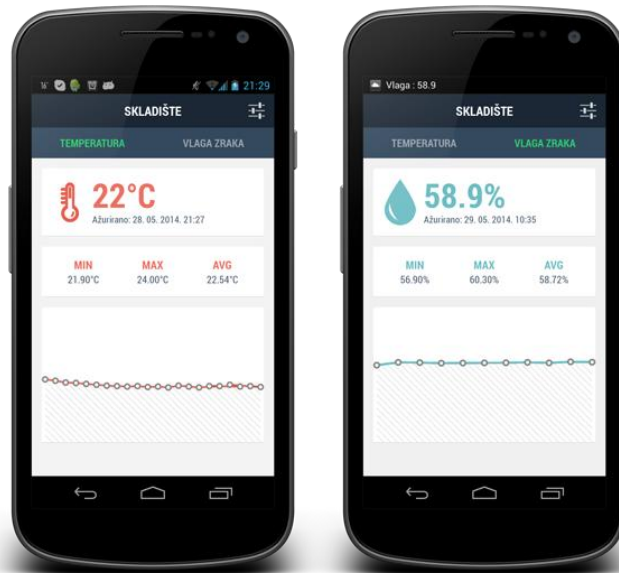 21:29
SKLADIŠTE
TEMPERATURA VLAGA ZRAKA
22°C
Ažurirano: 28. 05. 2014. 21:27
MIN MAX AVG
21.90°C 24.00°C 22.54°C
Vlaga : 58.9
SKLADIŠTE
TEMPERATURA VLAGA ZRAKA
58.9%
Ažurirano: 29. 05. 2014. 10:35
MIN MAX AVG
56.90% 60.30% 58.72%